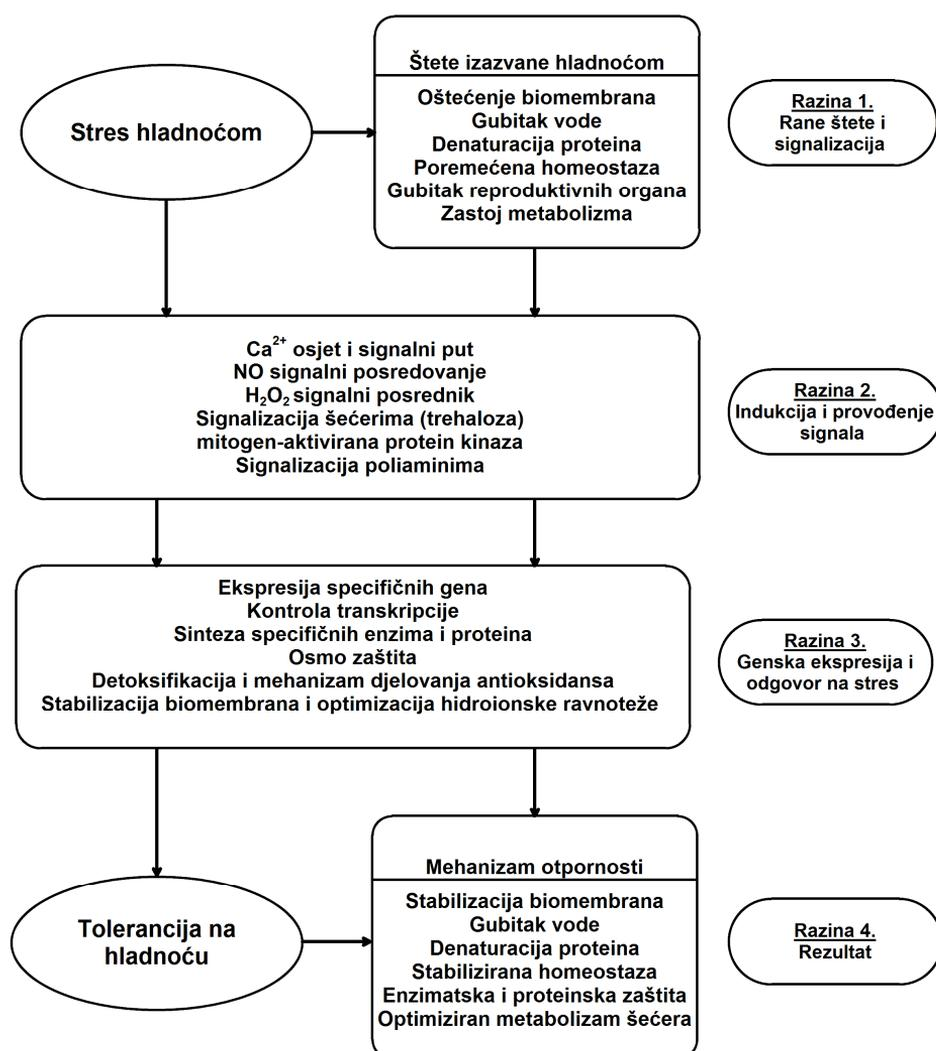 Stres hladnoćom
Štete izazvane hladnoćom
Oštećenje biomembrana
Gubitak vode
Denaturacija proteina
Poremećena homeostaza
Gubitak reproduktivnih organa
Zastoj metabolizma
Razina 1.
Rane štete i
signalizacija
Ca²⁺ osjet i signalni put
NO signalni posredovanje
H₂O₂ signalni posrednik
Signalizacija šećerima (trehaloza)
mitogen-aktivirana protein kinaza
Signalizacija poliaminima
Razina 2.
Indukcija i provođenje
signala
Ekspresija specifičnih gena
Kontrola transkripcije
Sinteza specifičnih enzima i proteina
Osmo zaštita
Detoksifikacija i mehanizam djelovanja antioksidansa
Stabilizacija biomembrana i optimizacija hidroionske ravnoteže
Razina 3.
Genska ekspresija i
odgovor na stres
Tolerancija na
hladnoću
Mehanizam otpornosti
Stabilizacija biomembrana
Gubitak vode
Denaturacija proteina
Stabilizirana homeostaza
Enzimatska i proteinska zaštita
Optimiziran metabolizam šećera
Razina 4.
Rezultat